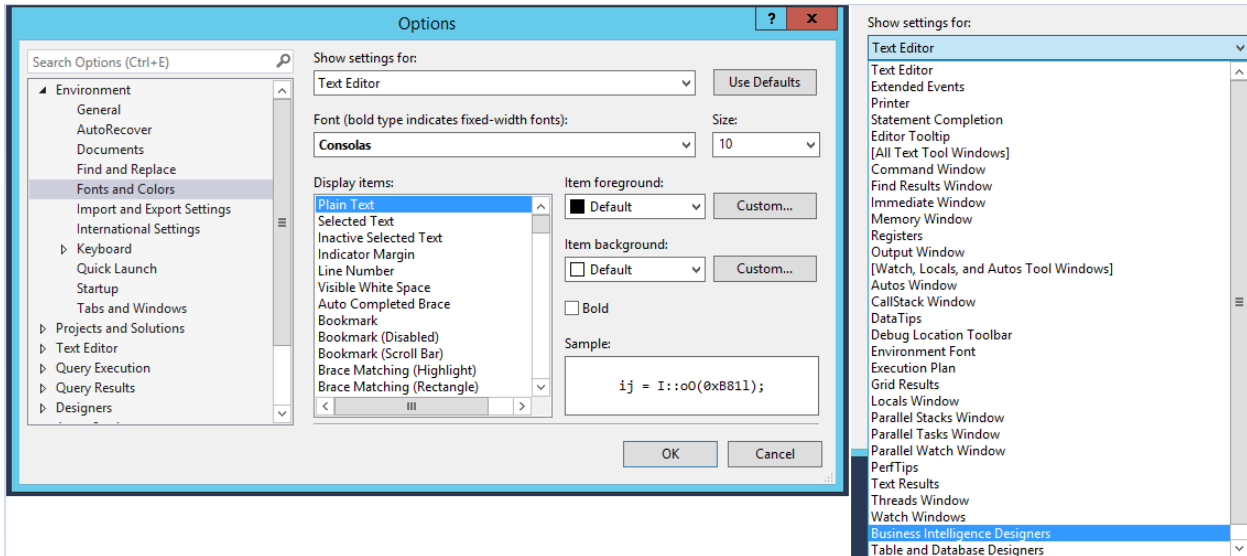 Options
?
x
Search Options (Ctrl+E)
Environment
General
AutoRecover
Documents
Find and Replace
Fonts and Colors
Import and Export Settings
International Settings
Keyboard
Quick Launch
Startup
Tabs and Windows
Projects and Solutions
Text Editor
Query Execution
Query Results
Designers
Show settings for:
Text Editor
Use Defaults
Font (bold type indicates fixed-width fonts):
Size:
Consolas
10
Display items:
Plain Text
Selected Text
Inactive Selected Text
Indicator Margin
Line Number
Visible White Space
Auto Completed Brace
Bookmark
Bookmark (Disabled)
Bookmark (Scroll Bar)
Brace Matching (Highlight)
Brace Matching (Rectangle)
Item foreground:
Default
Custom...
Item background:
Default
Custom...
Bold
Sample:
ij = I::oO(0xB81l);
OK
Cancel
Show settings for:
Text Editor
Text Editor
Extended Events
Printer
Statement Completion
Editor Tooltip
[All Text Tool Windows]
Command Window
Find Results Window
Immediate Window
Memory Window
Registers
Output Window
[Watch, Locals, and Autos Tool Windows]
Autos Window
CallStack Window
DataTips
Debug Location Toolbar
Environment Font
Execution Plan
Grid Results
Locals Window
Parallel Stacks Window
Parallel Tasks Window
Parallel Watch Window
PerfTips
Text Results
Threads Window
Watch Windows
Business Intelligence Designers
Table and Database Designers